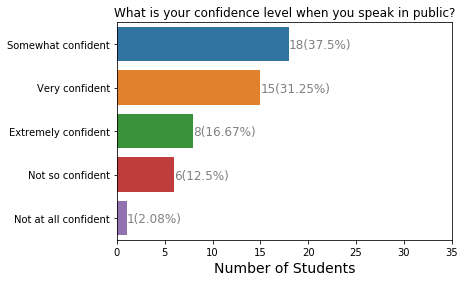 What is your confidence level when you speak in public?
Somewhat confident 18(37.5%)
Very confident 15(31.25%)
Extremely confident 8(16.67%)
Not so confident 6(12.5%)
Not at all confident 1(2.08%)
0 5 10 15 20 25 30 35
Number of Students